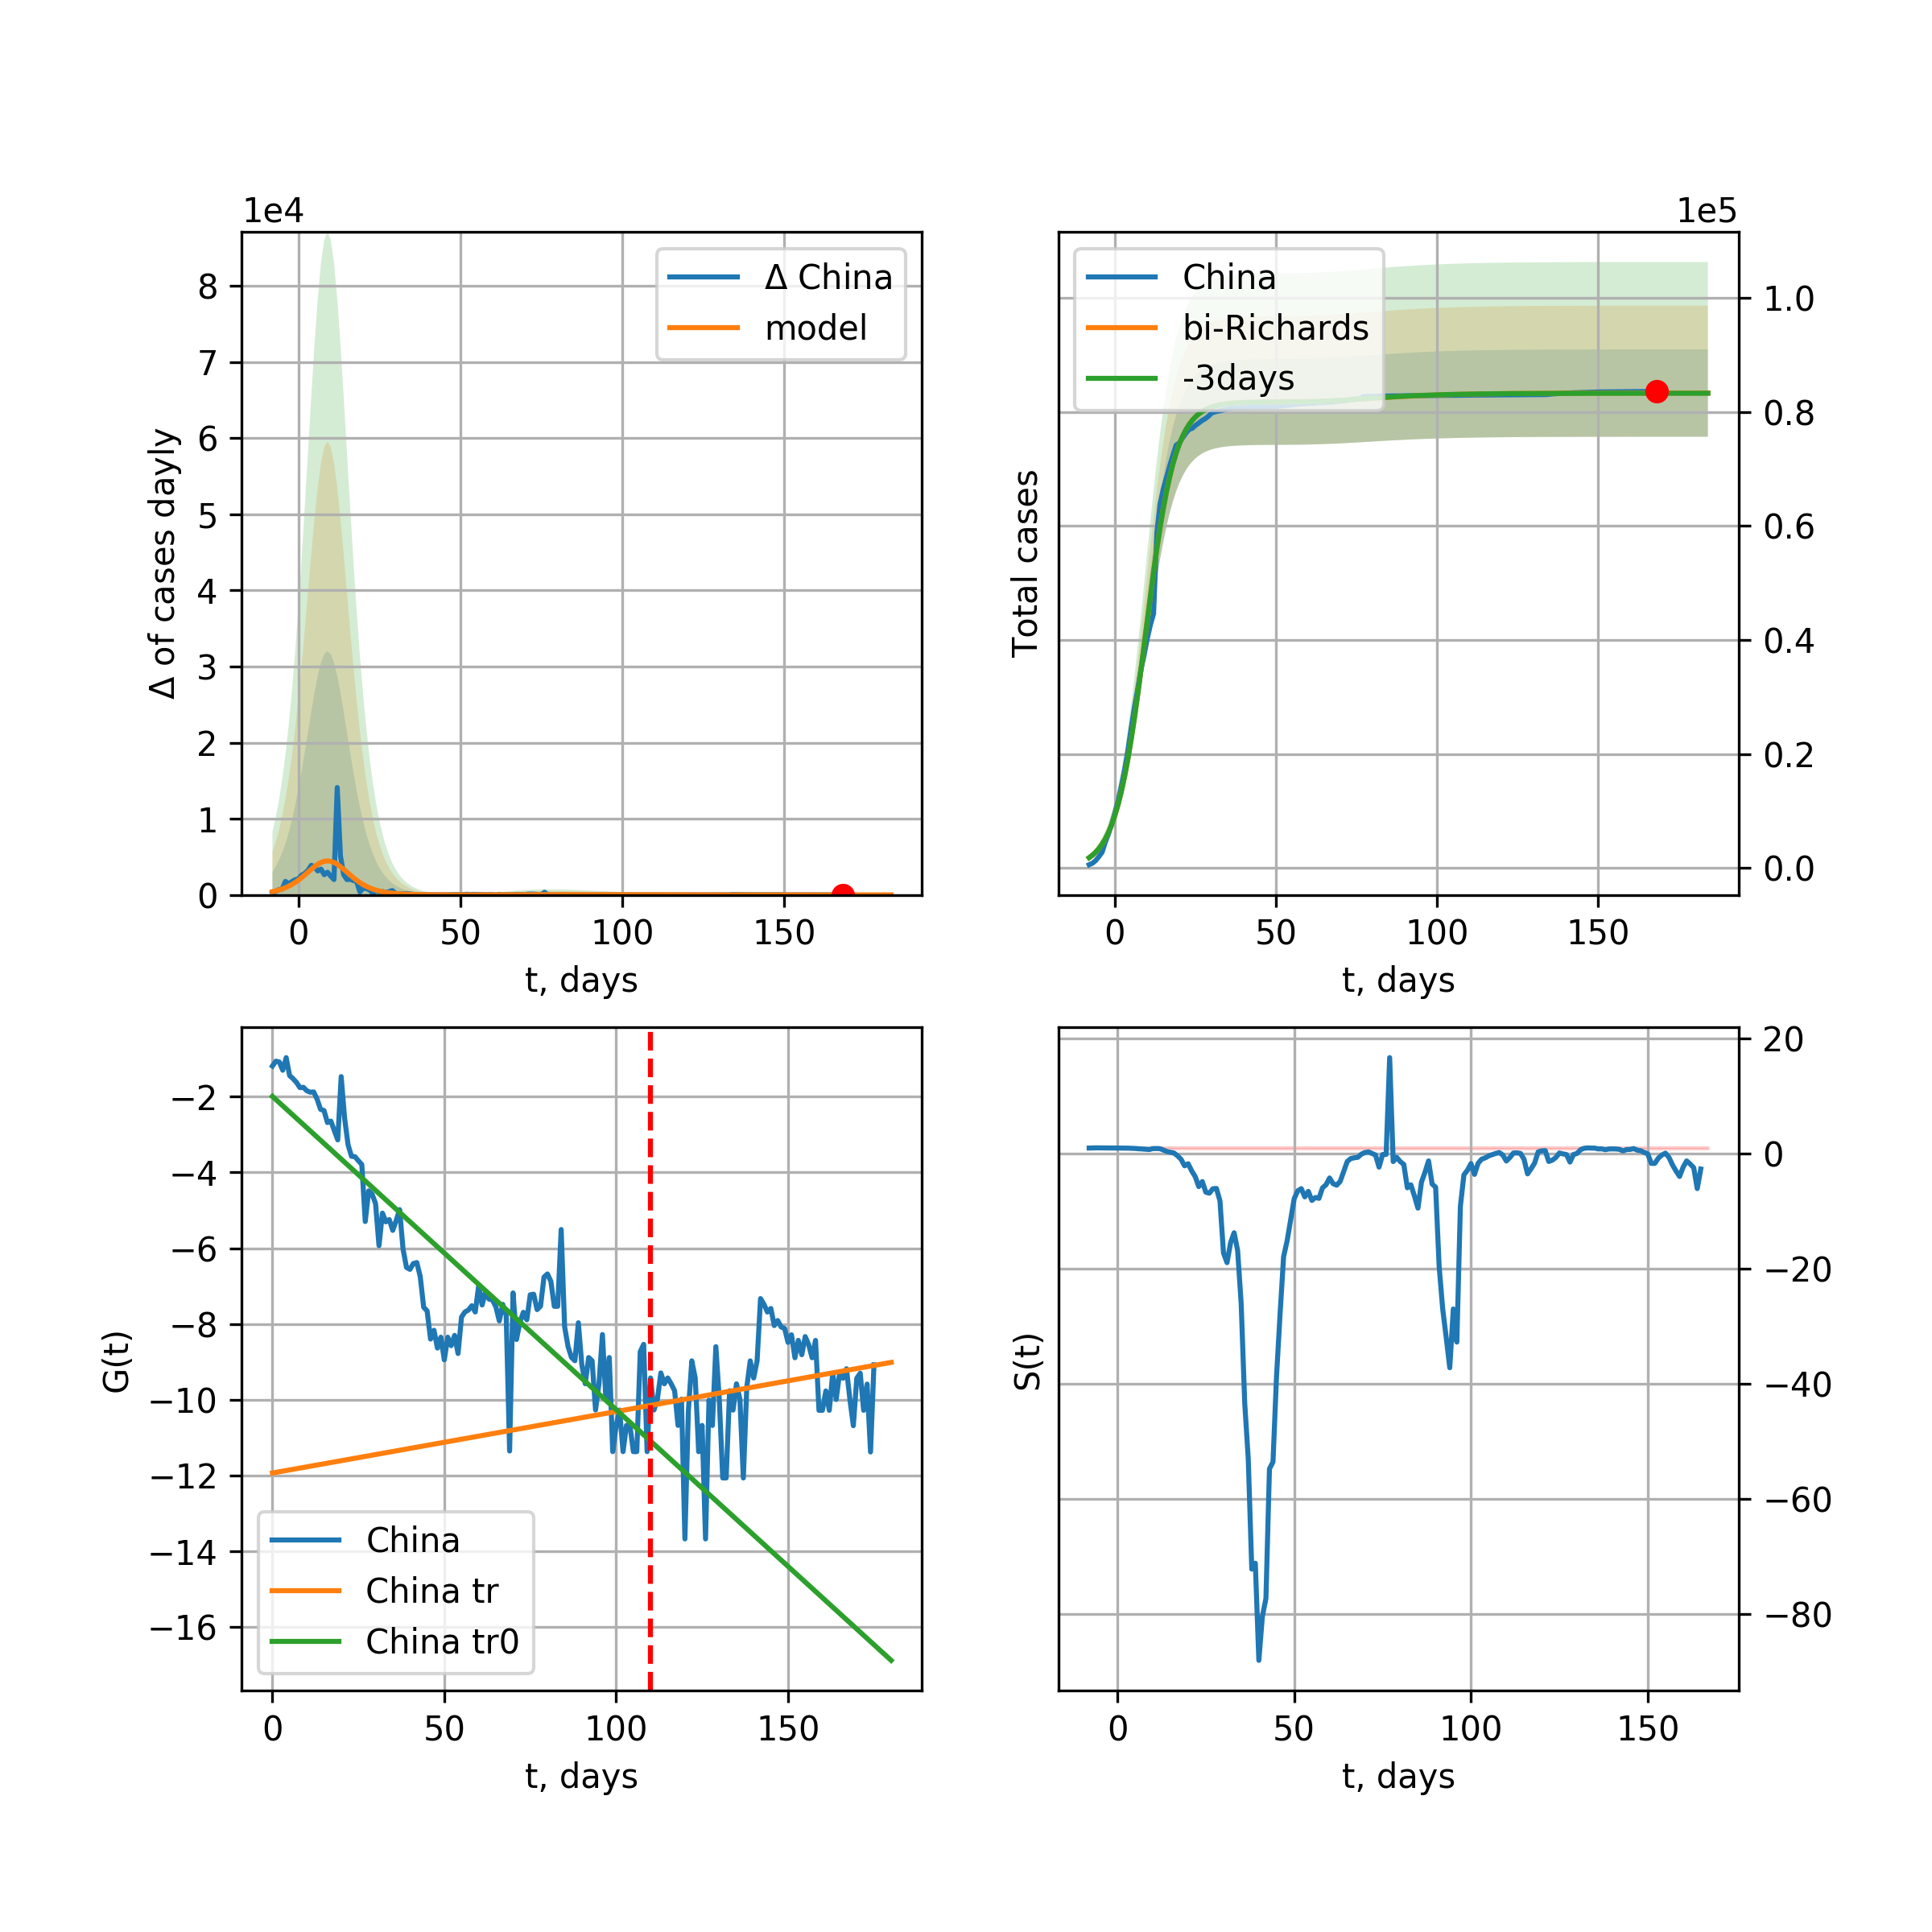 1e4
Δ of cases dayly
8
7
6
5
4
3
2
1
0
0 50 100 150
t, days
Δ China
model
1e5
Total cases
1.0
0.8
0.6
0.4
0.2
0.0
0 50 100 150
t, days
China
bi-Richards
-3days
G(t)
−2
−4
−6
−8
−10
−12
−14
−16
0 50 100 150
t, days
China
China tr
China tr0
S(t)
20
0
−20
−40
−60
−80
0 50 100 150
t, days